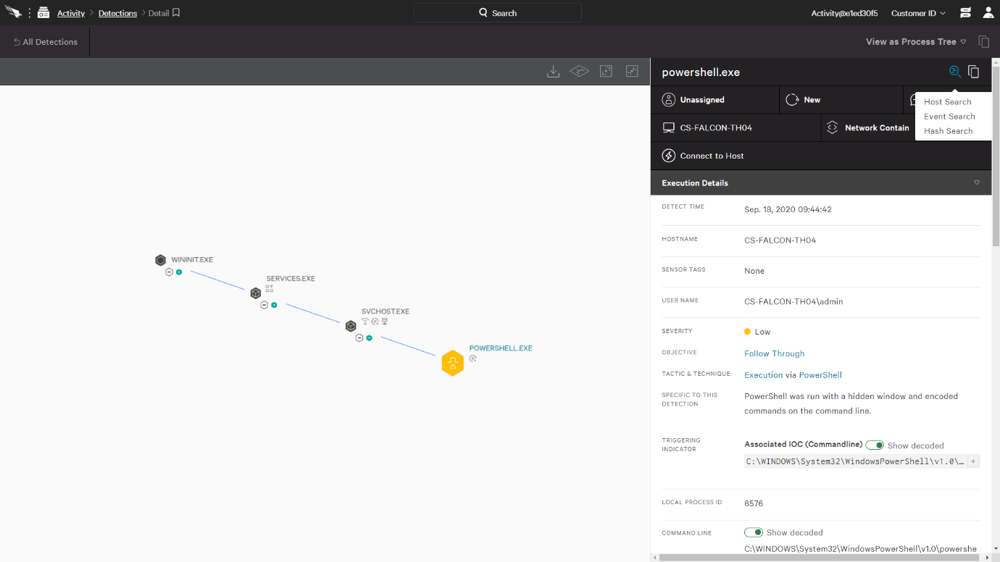 Activity
Detections
Detail
Search
Activity@e1ed30f5
Customer ID
All Detections
View as Process Tree
WININIT.EXE
SERVICES.EXE
SVCHOST.EXE
POWERSHELL.EXE
powershell.exe
Unassigned
New
Host Search
Event Search
Hash Search
CS-FALCON-TH04
Network Contain
Connect to Host
Execution Details
DETECT TIME
Sep. 18, 2020 09:44:42
HOSTNAME
CS-FALCON-TH04
SENSOR TAGS
None
USER NAME
CS-FALCON-TH04\admin
SEVERITY
Low
OBJECTIVE
Follow Through
TACTIC & TECHNIQUE
Execution via PowerShell
SPECIFIC TO THIS
DETECTION
PowerShell was run with a hidden window and encoded
commands on the command line.
TRIGGERING
INDICATOR
Associated IOC (Commandline)
Show decoded
C:\WINDOWS\System32\WindowsPowerShell\v1.0\…
+
LOCAL PROCESS ID
6576
COMMAND LINE
Show decoded
C:\WINDOWS\System32\WindowsPowerShell\v1.0\powershe